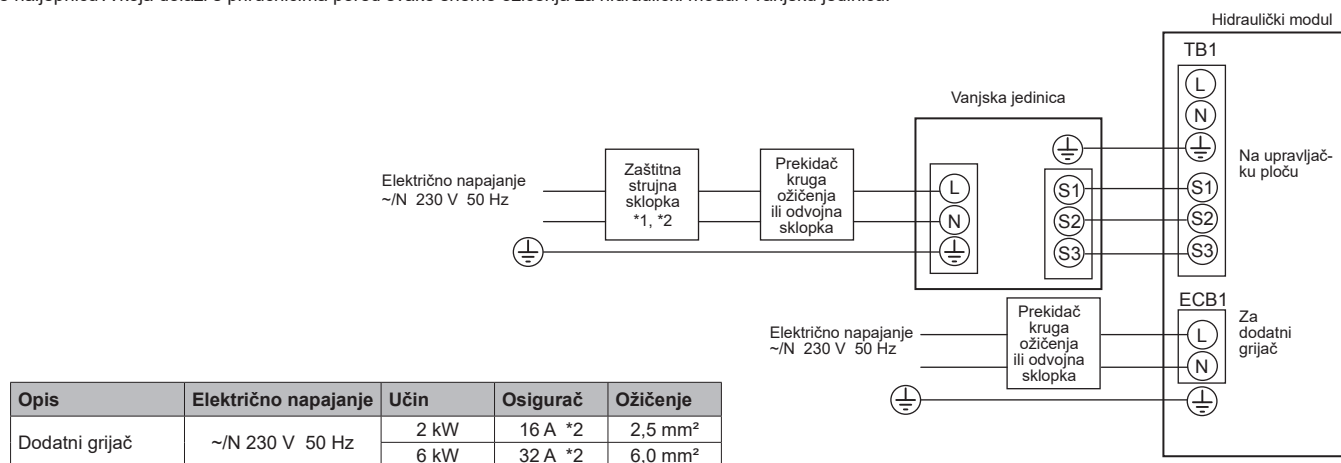 Hidraulički modul
TB1
L
N
Na upravljač-
ku ploču
S1
S2
S3
Vanjska jedinica
L
N
S1
S2
S3
Električno napajanje
~/N 230 V 50 Hz
Zaštitna
strujna
sklopka
*1, *2
Prekidač
kruga
ožičenja
ili odvojna
sklopka
ECB1
L
N
Za
dodatni
grijač
Električno napajanje
~/N 230 V 50 Hz
Prekidač
kruga
ožičenja
ili odvojna
sklopka
Opis Električno napajanje Učin Osigurač Ožičenje
Dodatni grijač ~/N 230 V 50 Hz 2 kW 16 A *2 2,5 mm²
6 kW 32 A *2 6,0 mm²